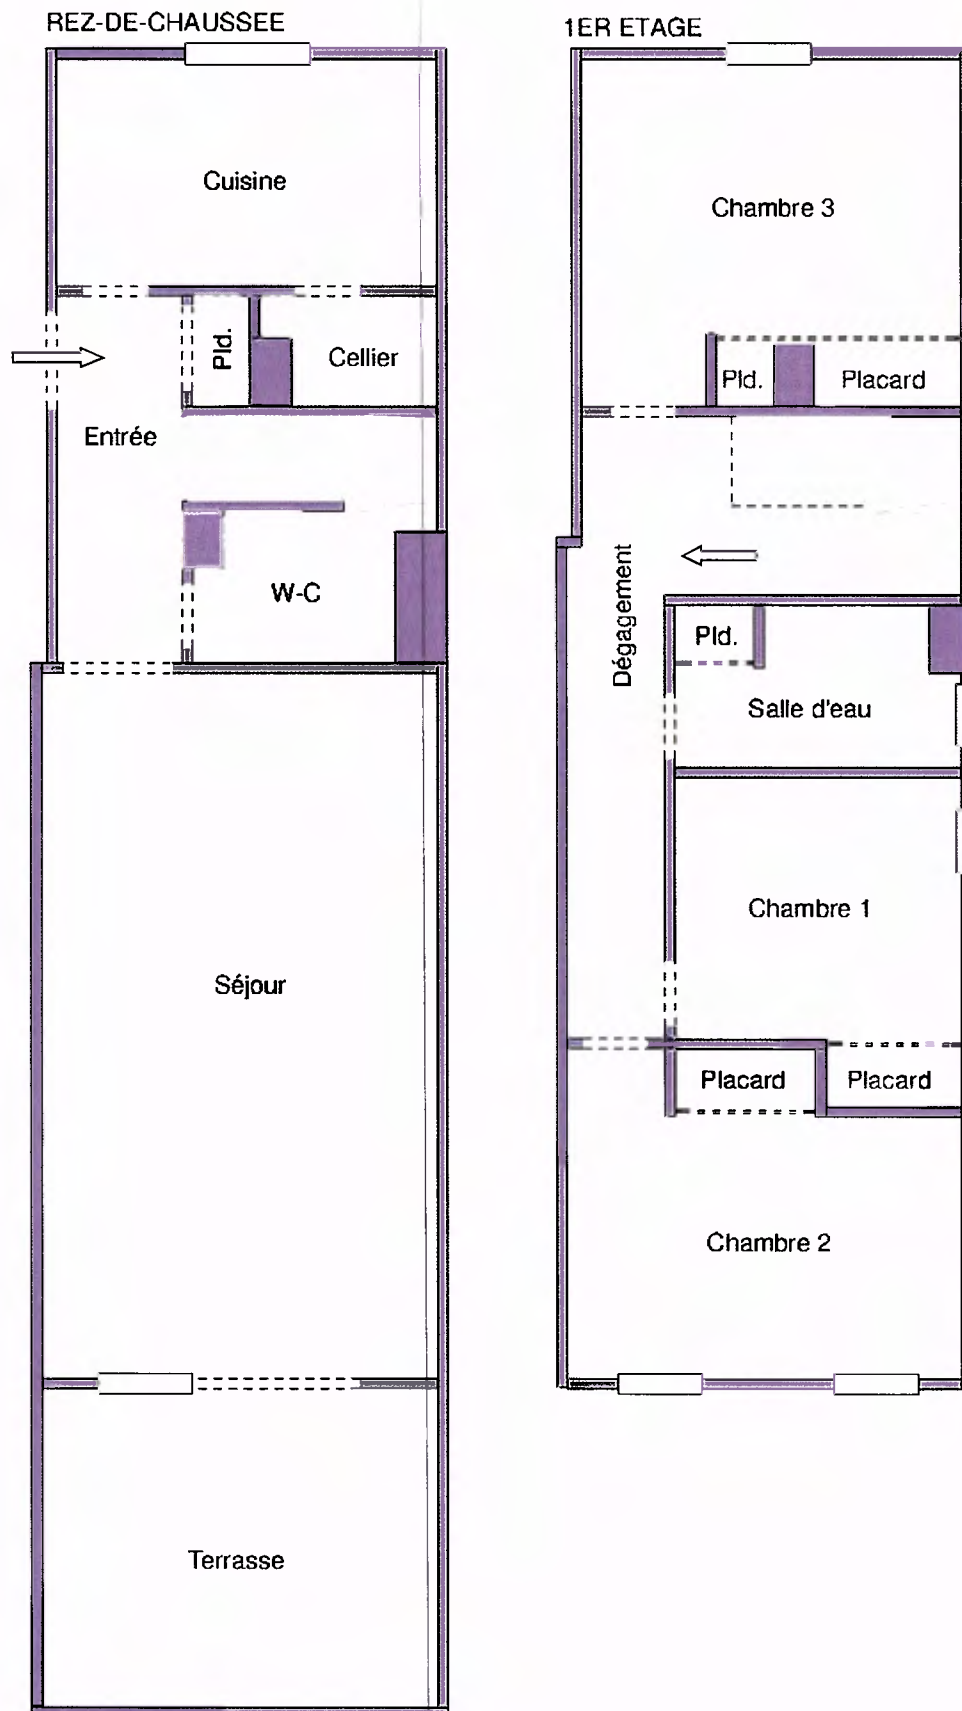 REZ-DE-CHAUSSEE
Cuisine
Pld.
Cellier
Entrée
W-C
Séjour
Terrasse
1ER ETAGE
Chambre 3
Pld.
Placard
Dégagement
Pld.
Salle d'eau
Chambre 1
Placard
Placard
Chambre 2